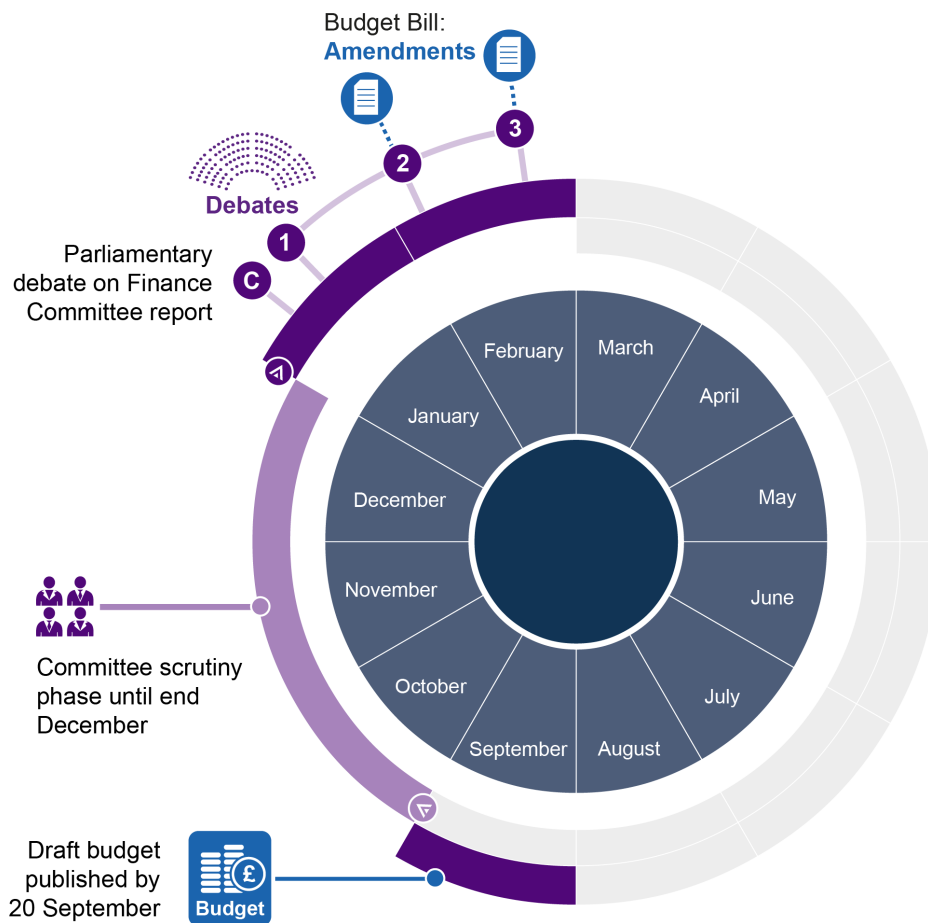 Budget Bill:
Amendments
3
2
Debates
1
Parliamentary
debate on Finance
Committee report
C
February
March
January
April
December
May
November
June
October
July
September
August
Committee scrutiny
phase until end
December
Draft budget
published by
20 September
£
Budget